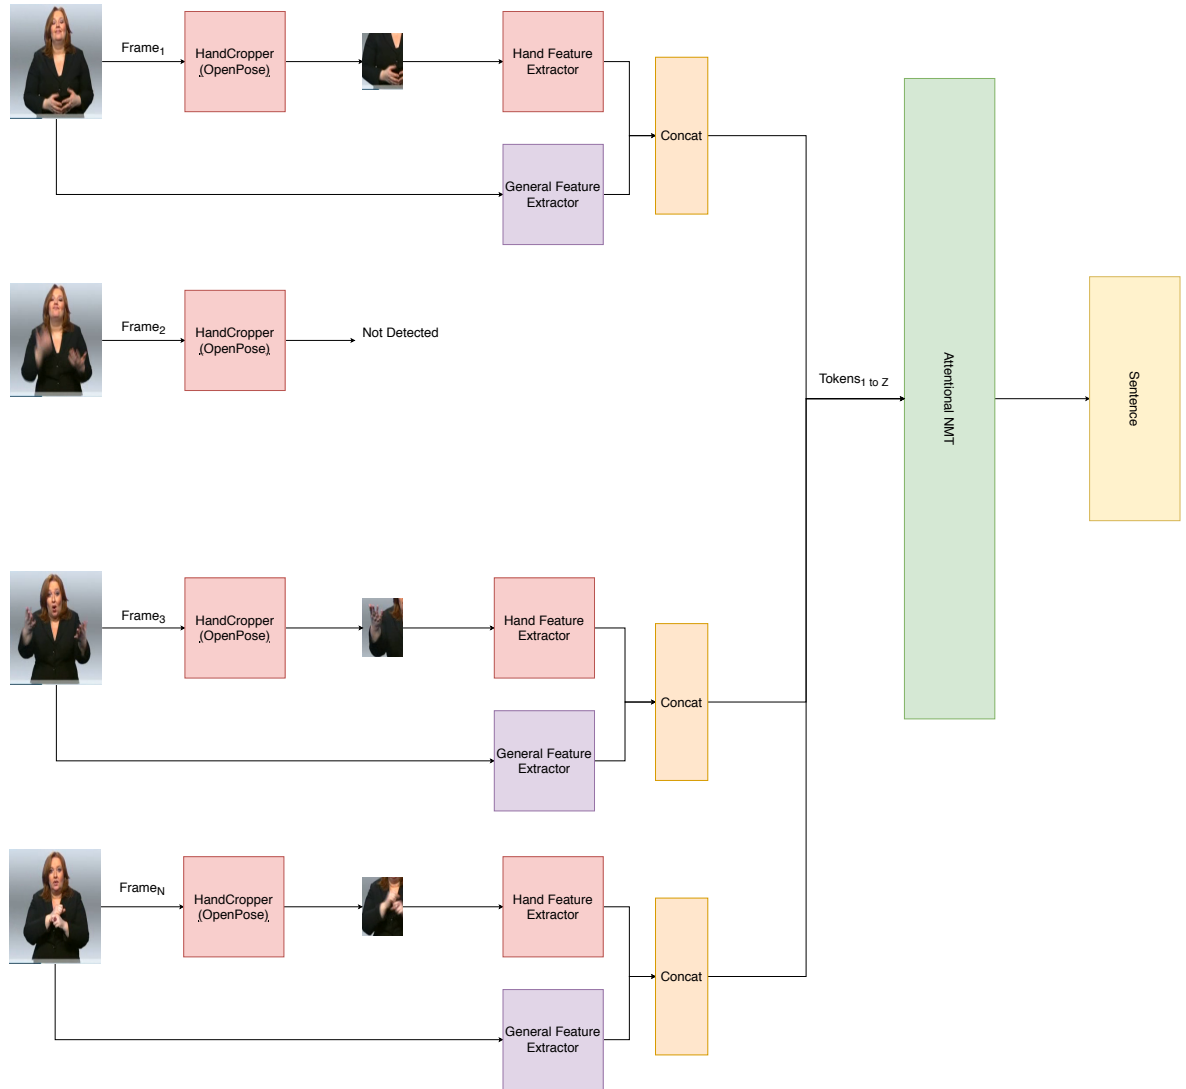 Frame1
HandCropper
(OpenPose)
Hand Feature
Extractor
Concat
General Feature
Extractor
Frame2
HandCropper
(OpenPose)
Not Detected
Tokens1 to Z
Attentional NMT
Sentence
Frame3
HandCropper
(OpenPose)
Hand Feature
Extractor
Concat
General Feature
Extractor
FrameN
HandCropper
(OpenPose)
Hand Feature
Extractor
Concat
General Feature
Extractor